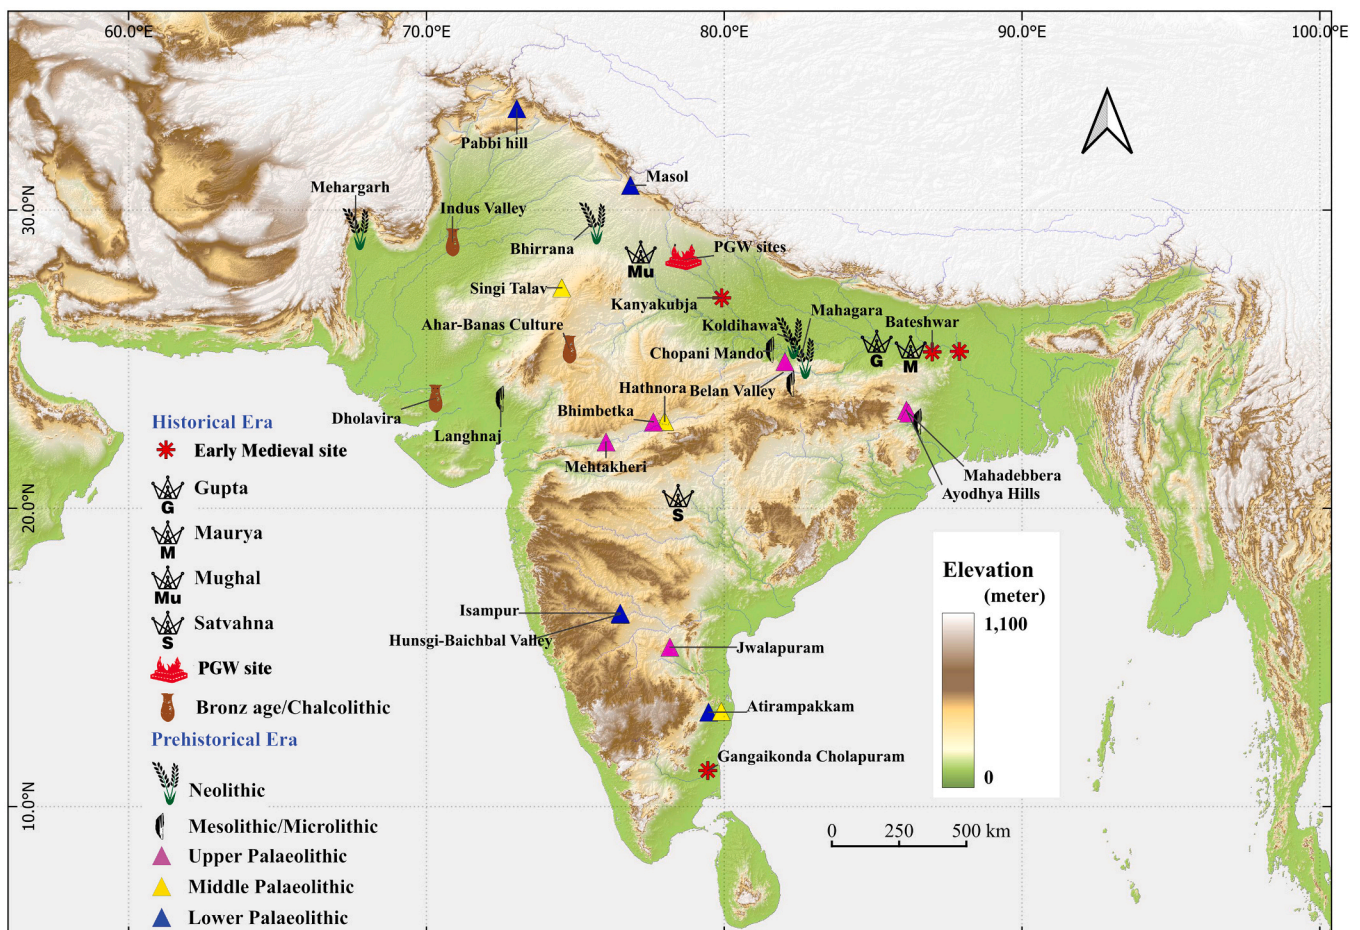 60.0°E 70.0°E 80.0°E 90.0°E 100.0°E
30.0°N
20.0°N
10.0°N
Pabbi hill
Masol
Mehargarh
Indus Valley
Bhirrana
Mu
PGW sites
Singi Talav
Kanyakubja
Mahagara
Ahar-Banas Culture
Koldihawa
Bateshwar
Chopani Mando
G
M
Hathnora
Belan Valley
Dholavira
Bhimbetka
Langhnaj
Mehtakheri
Mahadebbera
Ayodhya Hills
S
Isampur
Hunsgi-Baichbal Valley
Jwalapuram
Atirampakkam
Gangaikonda Cholapuram
Historical Era
Early Medieval site
Gupta
G
Maurya
M
Mughal
Mu
Satvahna
S
PGW site
Bronz age/Chalcolithic
Prehistorical Era
Neolithic
Mesolithic/Microlithic
Upper Palaeolithic
Middle Palaeolithic
Lower Palaeolithic
Elevation
(meter)
1,100
0
0 250 500 km